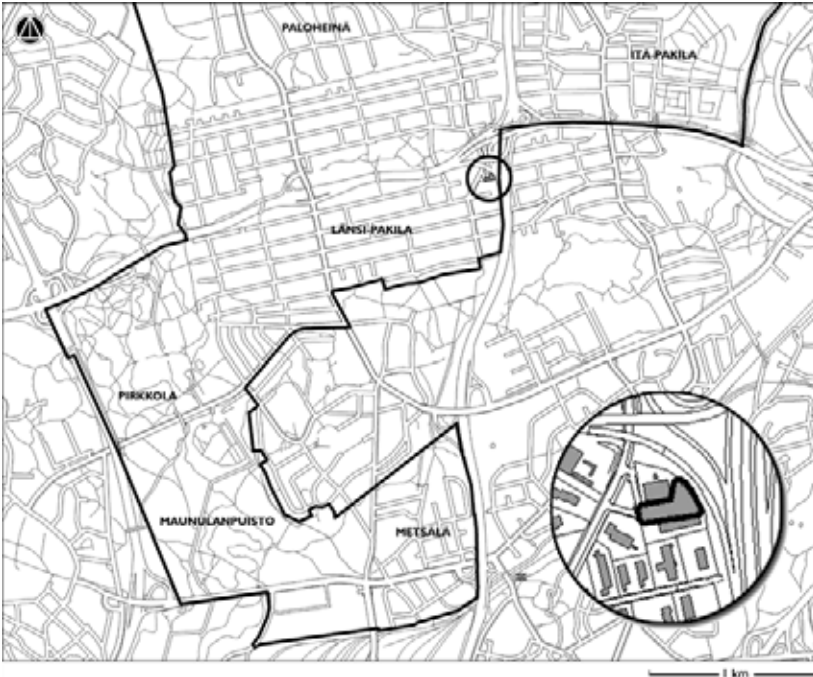 PALOHEINÄ
ITÄ-PAKILA
LÄNSI-PAKILA
PIRKKOLA
MAUNULANPUISTO
METSÄLÄ
1 km